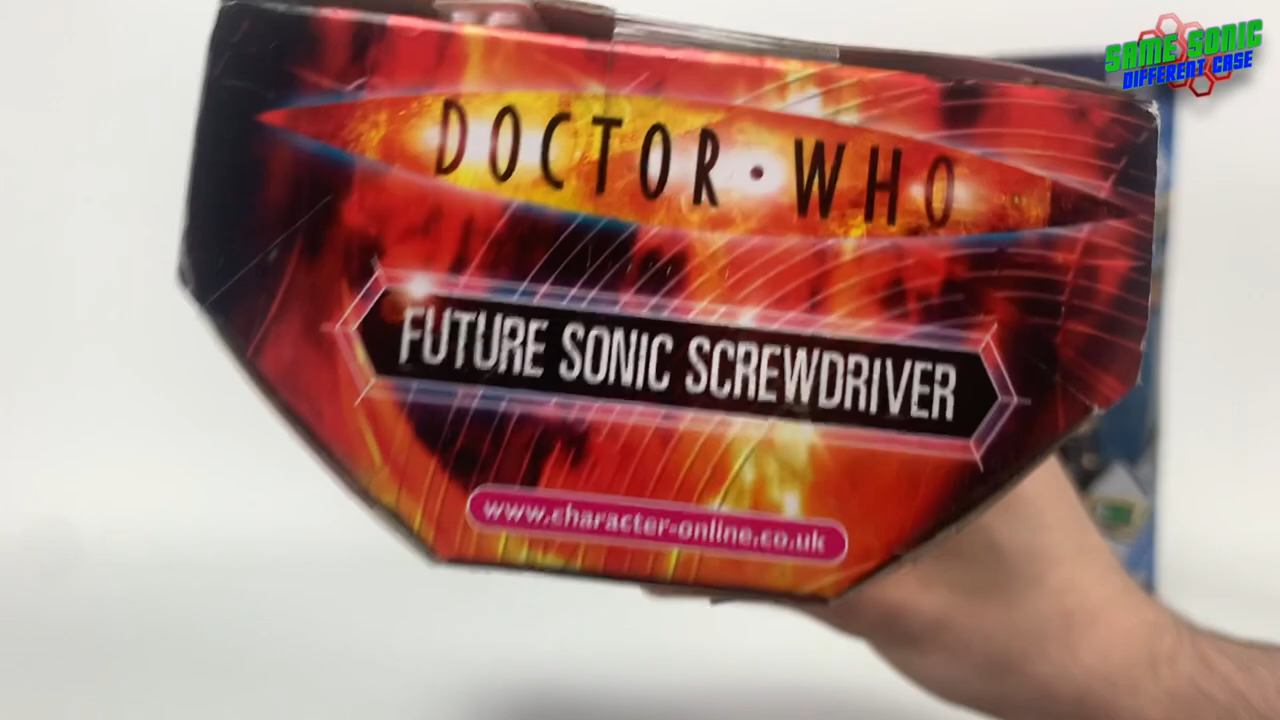 SAME SONIC
DIFFERENT CASE
DOCTOR • WHO
FUTURE SONIC SCREWDRIVER
www.character-online.co.uk